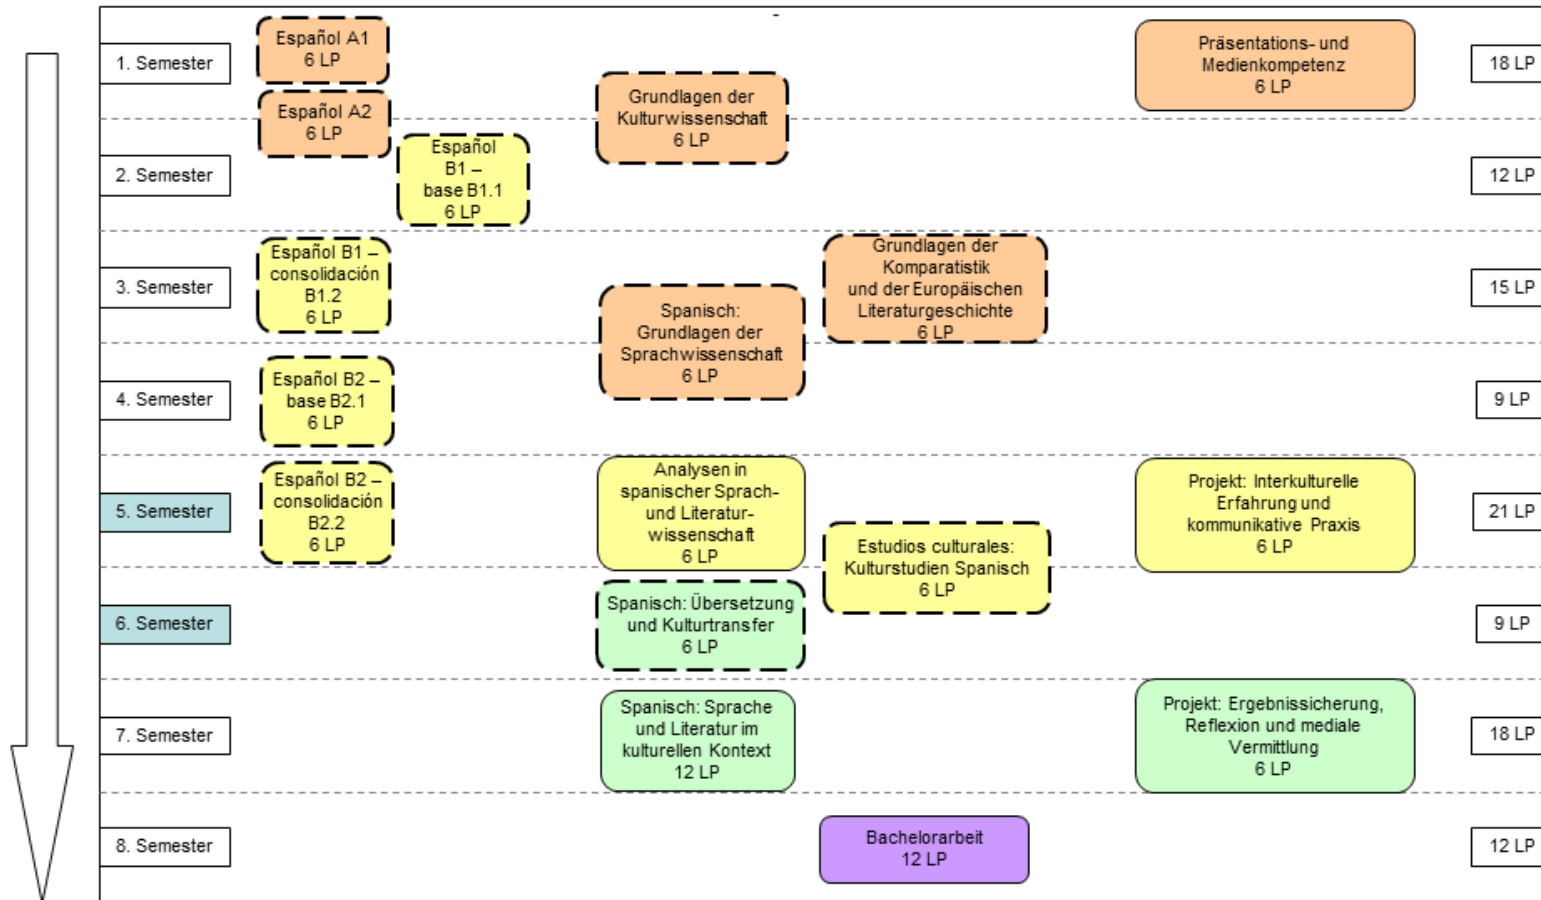 1. Semester
Español A1
6 LP
Español A2
6 LP
Grundlagen der
Kulturwissenschaft
6 LP
Präsentations- und
Medienkompetenz
6 LP
18 LP
2. Semester
Español
B1 –
base B1.1
6 LP
12 LP
3. Semester
Español B1 –
consolidación
B1.2
6 LP
Spanisch:
Grundlagen der
Sprachwissenschaft
6 LP
Grundlagen der
Komparatistik
und der Europäischen
Literaturgeschichte
6 LP
15 LP
4. Semester
Español B2 –
base B2.1
6 LP
9 LP
5. Semester
Español B2 –
consolidación
B2.2
6 LP
Analysen in
spanischer Sprach-
und Literatur-
wissenschaft
6 LP
Estudios culturales:
Kulturstudien Spanisch
6 LP
Projekt: Interkulturelle
Erfahrung und
kommunikative Praxis
6 LP
21 LP
6. Semester
Spanisch: Übersetzung
und Kulturtransfer
6 LP
9 LP
7. Semester
Spanisch: Sprache
und Literatur im
kulturellen Kontext
12 LP
Projekt: Ergebnissicherung,
Reflexion und mediale
Vermittlung
6 LP
18 LP
8. Semester
Bachelorarbeit
12 LP
12 LP